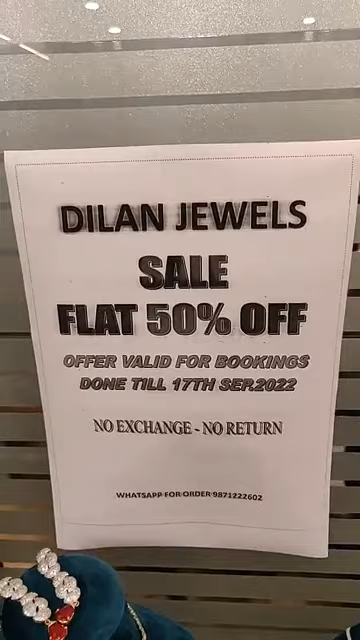 DILAN JEWELS
SALE
FLAT 50% OFF
OFFER VALID FOR BOOKINGS
DONE TILL 17TH SEP.2022
NO EXCHANGE - NO RETURN
WHATSAPP FOR ORDER 9871222602